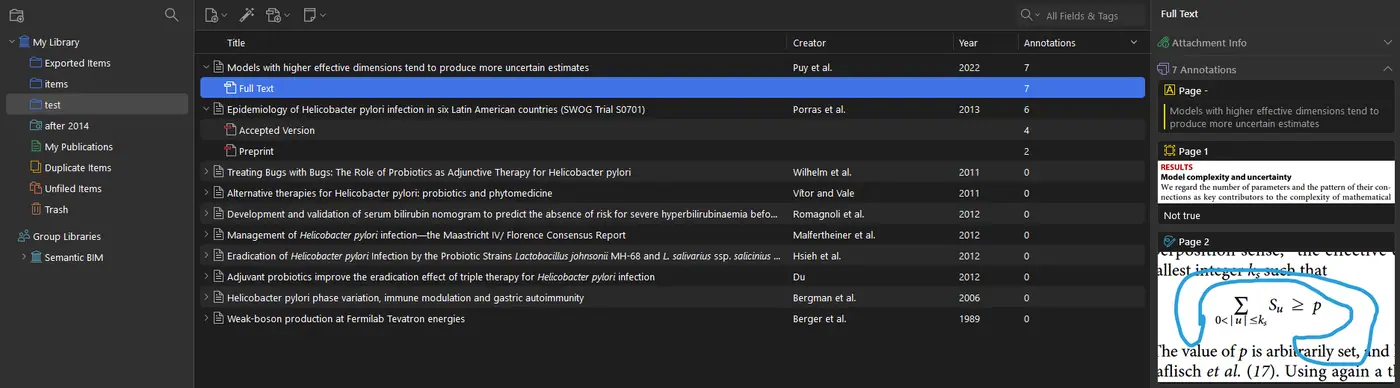 My Library
Exported Items
items
test
after 2014
My Publications
Duplicate Items
Unfiled Items
Trash
Group Libraries
Semantic BIM
All Fields & Tags
Title Creator Year Annotations
Models with higher effective dimensions tend to produce more uncertain estimates Puy et al. 2022 7
Full Text 7
Epidemiology of Helicobacter pylori infection in six Latin American countries (SWOG Trial S0701) Porras et al. 2013 6
Accepted Version 4
Preprint 2
Treating Bugs with Bugs: The Role of Probiotics as Adjunctive Therapy for Helicobacter pylori Wilhelm et al. 2011 0
Alternative therapies for Helicobacter pylori: probiotics and phytomedicine Vítor and Vale 2011 0
Development and validation of serum bilirubin nomogram to predict the absence of risk for severe hyperbilirubinaemia befo... Romagnoli et al. 2012 0
Management of Helicobacter pylori infection—the Maastricht IV/ Florence Consensus Report Malfertheiner et al. 2012 0
Eradication of Helicobacter pylori Infection by the Probiotic Strains Lactobacillus johnsonii MH-68 and L. salivarius ssp. salicinius ... Hsieh et al. 2012 0
Adjuvant probiotics improve the eradication effect of triple therapy for Helicobacter pylori infection Du 2012 0
Helicobacter pylori phase variation, immune modulation and gastric autoimmunity Bergman et al. 2006 0
Weak-boson production at Fermilab Tevatron energies Berger et al. 1989 0
Full Text
Attachment Info
7 Annotations
Page -
Models with higher effective dimensions tend to
produce more uncertain estimates
Page 1
RESULTS
Model complexity and uncertainty
We regard the number of parameters and the pattern of their con-
nections as key contributors to the complexity of mathematical
Not true
Page 2
perposition sense, the effective
allest integer kₛ such that
∑ Sᵤ ≥ p
0<|u|≤kₛ
The value of p is arbitrarily set, and
aflisch et al. (17). Using again a